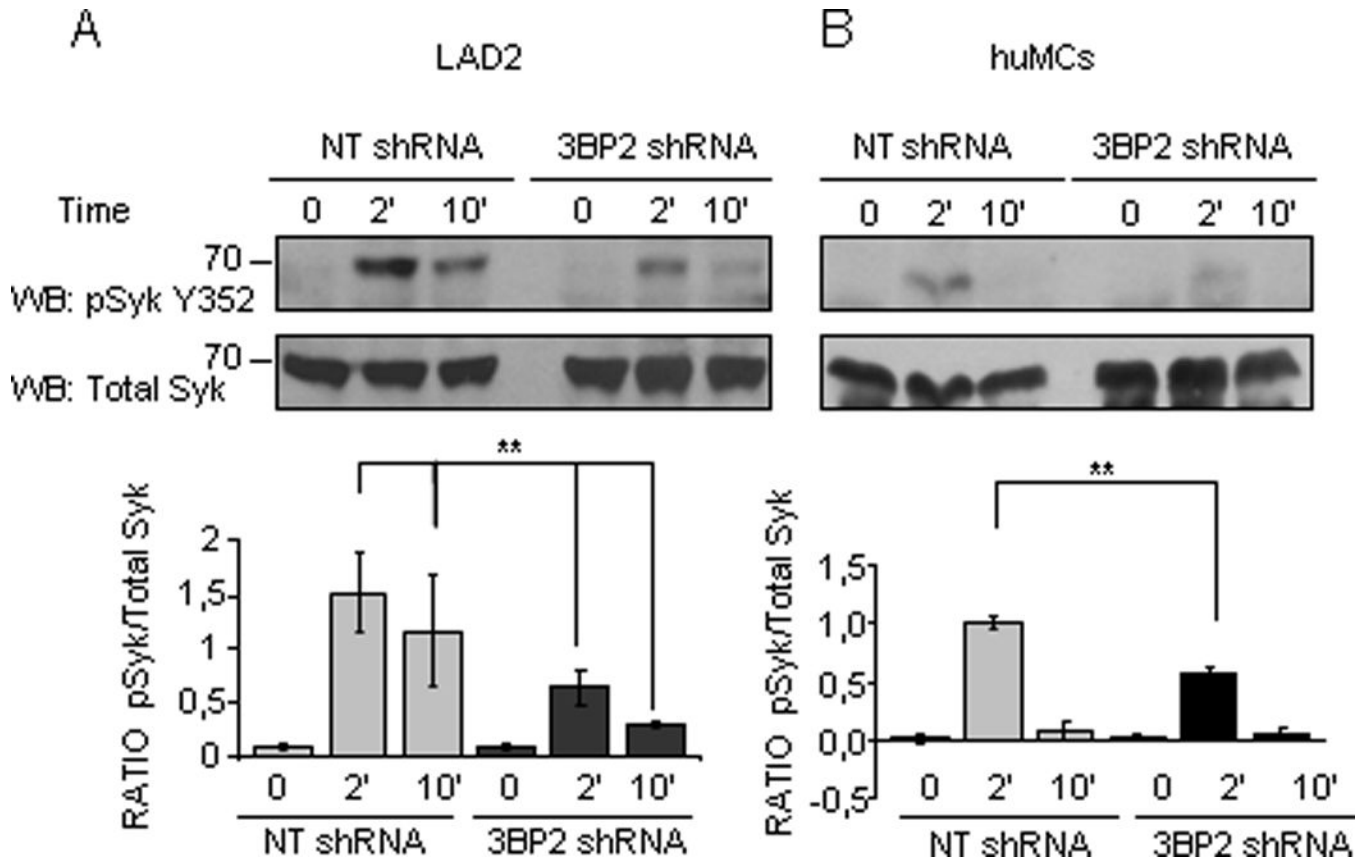 A
B
LAD2
huMCs
NT shRNA 3BP2 shRNA
NT shRNA 3BP2 shRNA
Time 0 2' 10' 0 2' 10'
0 2' 10' 0 2' 10'
70
WB: pSyk Y352
70
WB: Total Syk
**
RATIO pSyk/Total Syk
2
1,5
1
0,5
0
0 2' 10' 0 2' 10'
NT shRNA 3BP2 shRNA
**
RATIO pSyk/Total Syk
1,5
1,0
0,5
0,0
-0,5
0 2' 10' 0 2' 10'
NT shRNA 3BP2 shRNA